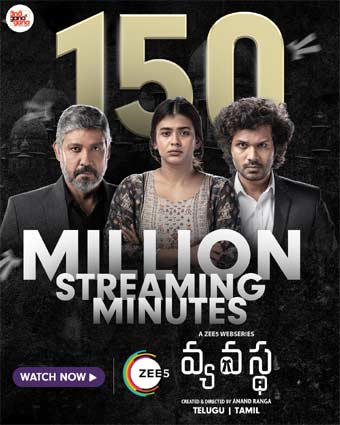 150
MILLION
STREAMING
MINUTES
A ZEE5 WEBSERIES
వ్యవస్థ
WATCH NOW
ZEE5
CREATED & DIRECTED BY ANAND RANGA
TELUGU | TAMIL